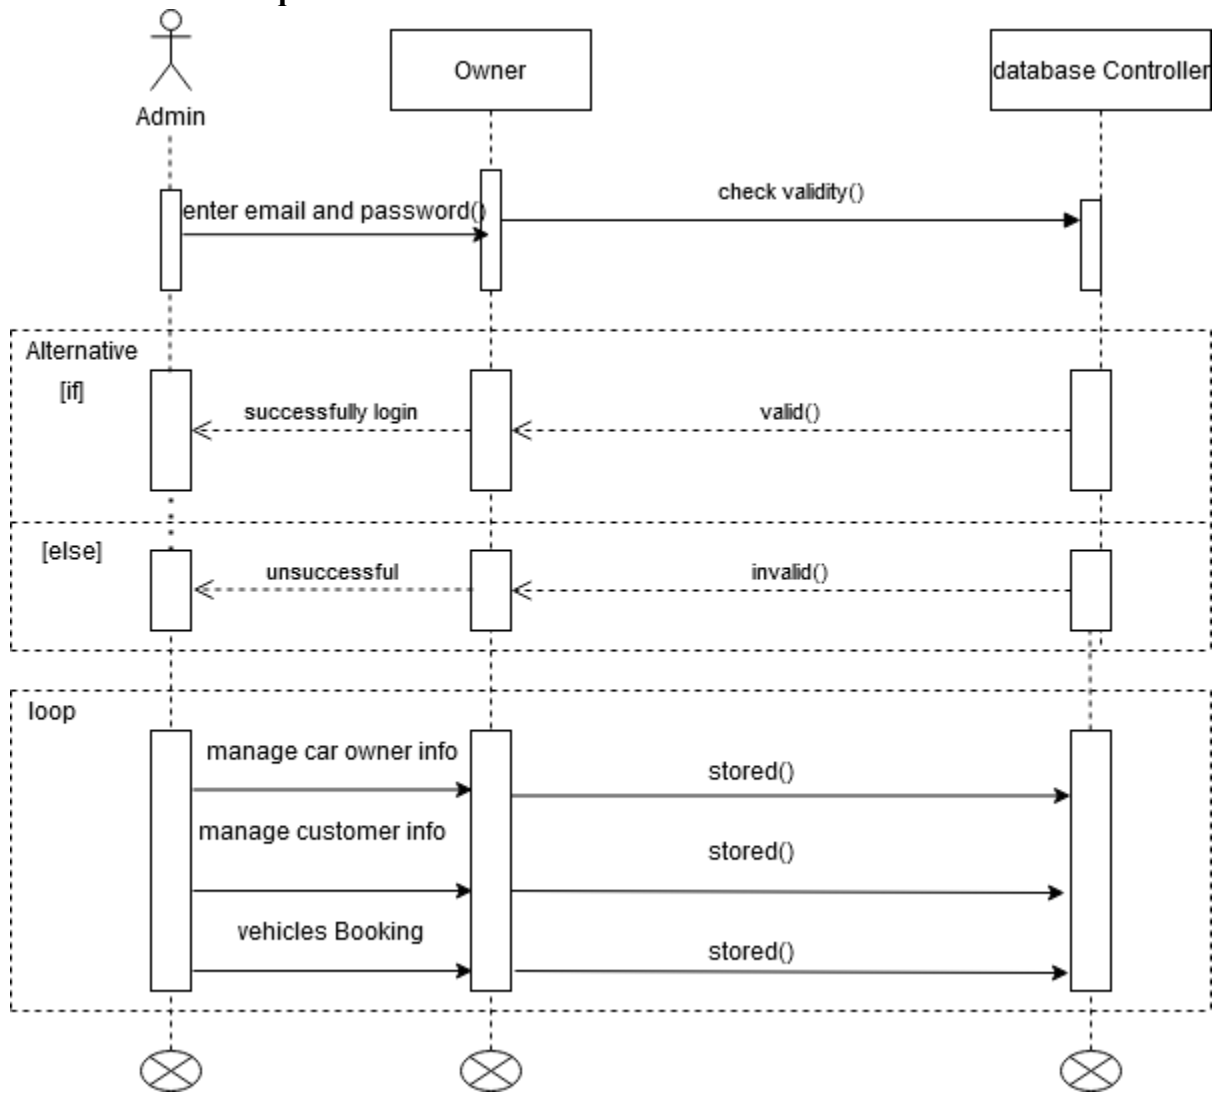 Owner
database Controller
Admin
check validity()
enter email and password()
Alternative
[if]
successfully login
valid()
[else]
unsuccessful
invalid()
loop
manage car owner info
stored()
manage customer info
stored()
vehicles Booking
stored()